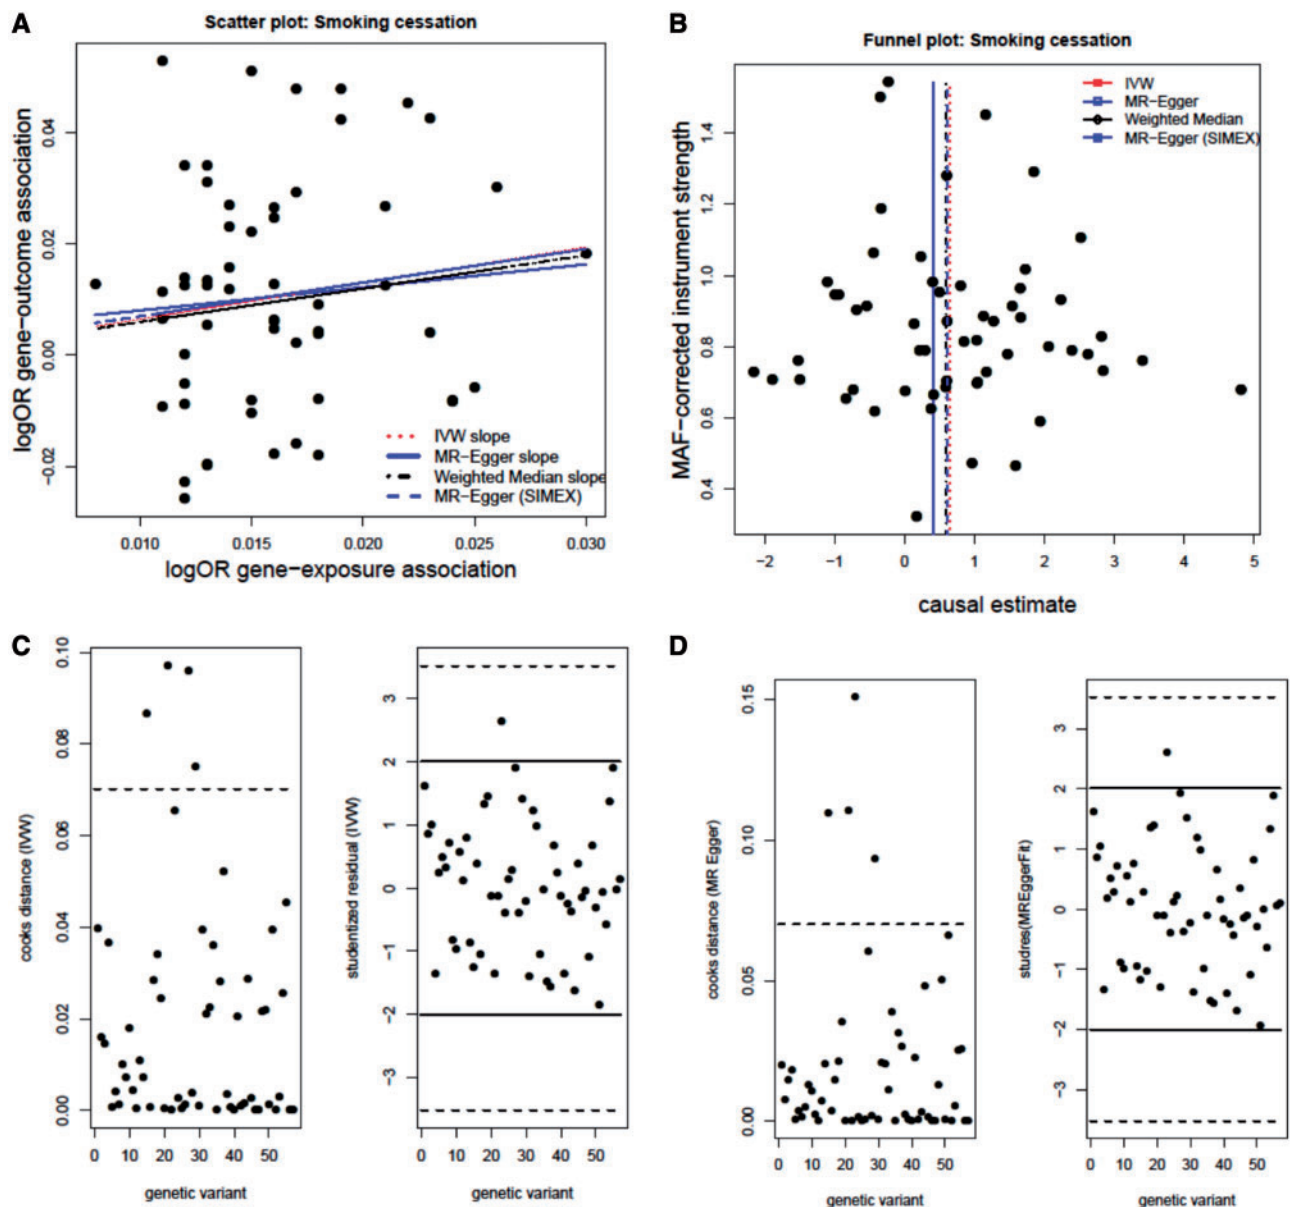 A
Scatter plot: Smoking cessation
logOR gene−outcome association
0.04
0.02
0.00
−0.02
IVW slope
MR−Egger slope
Weighted Median slope
MR−Egger (SIMEX)
0.010
0.015
0.020
0.025
0.030
logOR gene−exposure association
B
Funnel plot: Smoking cessation
MAF−corrected instrument strength
1.4
1.2
1.0
0.8
0.6
0.4
IVW
MR−Egger
Weighted Median
MR−Egger (SIMEX)
−2
−1
0
1
2
3
4
5
causal estimate
C
cooks distance (IVW)
0.10
0.08
0.06
0.04
0.02
0.00
0
10
20
30
40
50
genetic variant
studentized residual (IVW)
3
2
1
0
−1
−2
−3
0
10
20
30
40
50
genetic variant
D
cooks distance (MR Egger)
0.15
0.10
0.05
0.00
0
10
20
30
40
50
genetic variant
studres(MREggerFit)
3
2
1
0
−1
−2
−3
0
10
20
30
40
50
genetic variant